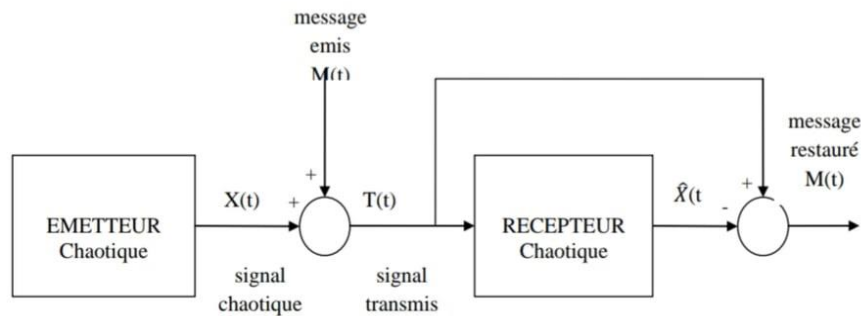 message
emis
M(t)
message
restauré
M(t)
+
+
X(t)
+
T(t)
X̂(t
-
EMETTEUR
Chaotique
RECEPTEUR
Chaotique
signal
chaotique
signal
transmis